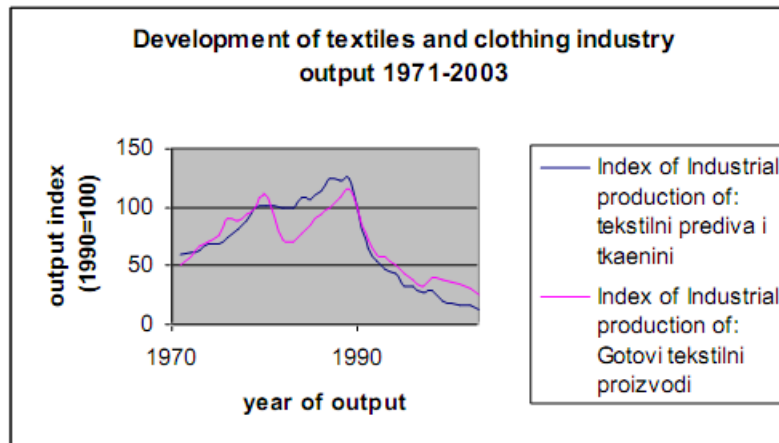 Development of textiles and clothing industry
output 1971-2003
output index
(1990=100)
150
100
50
0
1970
1990
year of output
Index of Industrial
production of:
tekstilni prediva i
tkaenini
Index of Industrial
production of:
Gotovi tekstilni
proizvodi